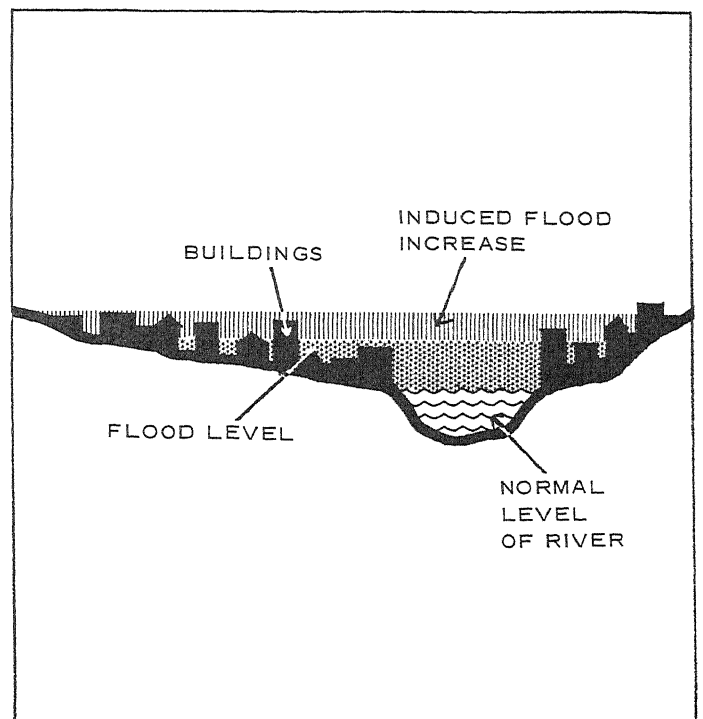 INDUCED FLOOD
INCREASE
BUILDINGS
FLOOD LEVEL
NORMAL
LEVEL
OF RIVER